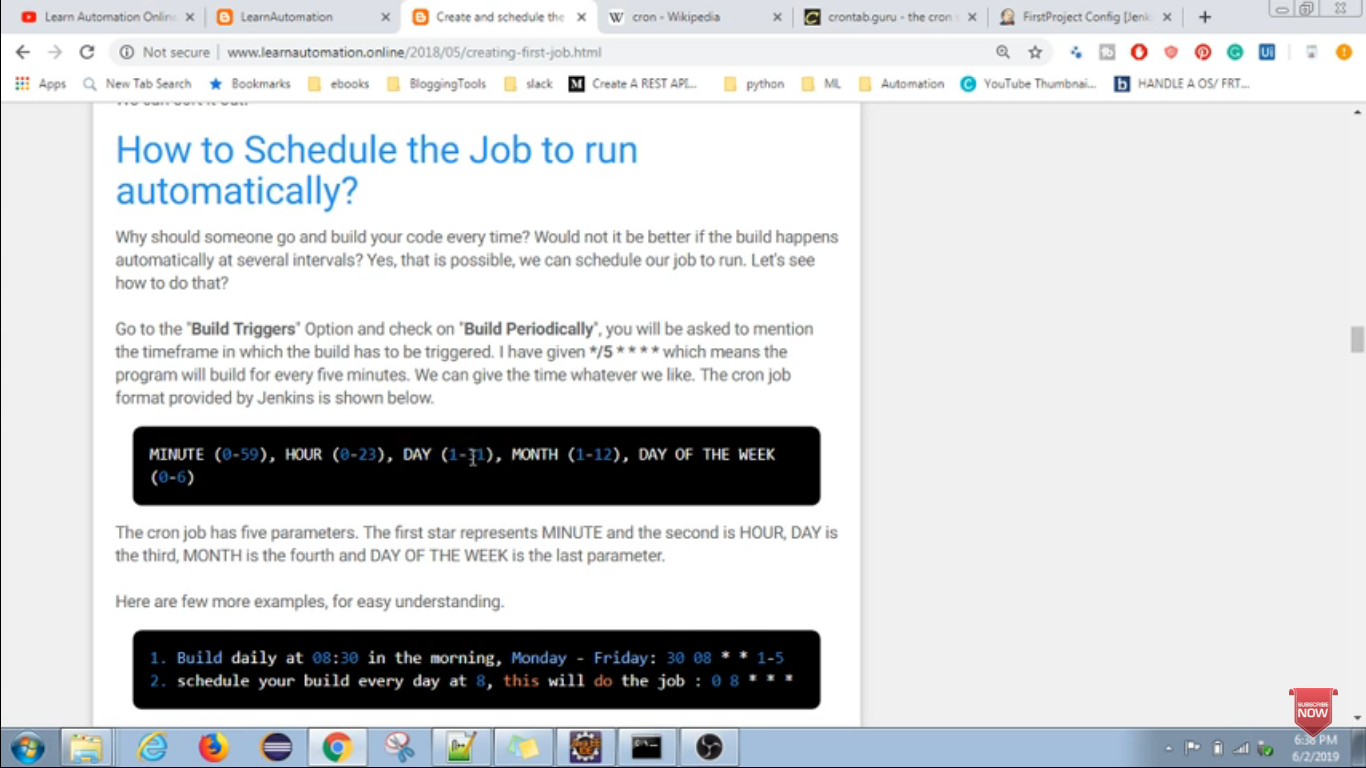 Learn Automation Online
LearnAutomation
Create and schedule the
cron - Wikipedia
crontab.guru - the cron s
FirstProject Config [Jenk
Not secure | www.learnautomation.online/2018/05/creating-first-job.html
Apps
New Tab Search
Bookmarks
ebooks
BloggingTools
slack
Create A REST API...
python
ML
Automation
YouTube Thumbnai...
HANDLE A OS/ FRT...
We can sort it out.
How to Schedule the Job to run
automatically?
Why should someone go and build your code every time? Would not it be better if the build happens
automatically at several intervals? Yes, that is possible, we can schedule our job to run. Let's see
how to do that?
Go to the "Build Triggers" Option and check on "Build Periodically", you will be asked to mention
the timeframe in which the build has to be triggered. I have given */5 * * * * which means the
program will build for every five minutes. We can give the time whatever we like. The cron job
format provided by Jenkins is shown below.
MINUTE (0-59), HOUR (0-23), DAY (1-31), MONTH (1-12), DAY OF THE WEEK
(0-6)
The cron job has five parameters. The first star represents MINUTE and the second is HOUR, DAY is
the third, MONTH is the fourth and DAY OF THE WEEK is the last parameter.
Here are few more examples, for easy understanding.
1. Build daily at 08:30 in the morning, Monday - Friday: 30 08 * * 1-5
2. schedule your build every day at 8, this will do the job : 0 8 * * *
SUBSCRIBE
NOW
6:38 PM
6/2/2019